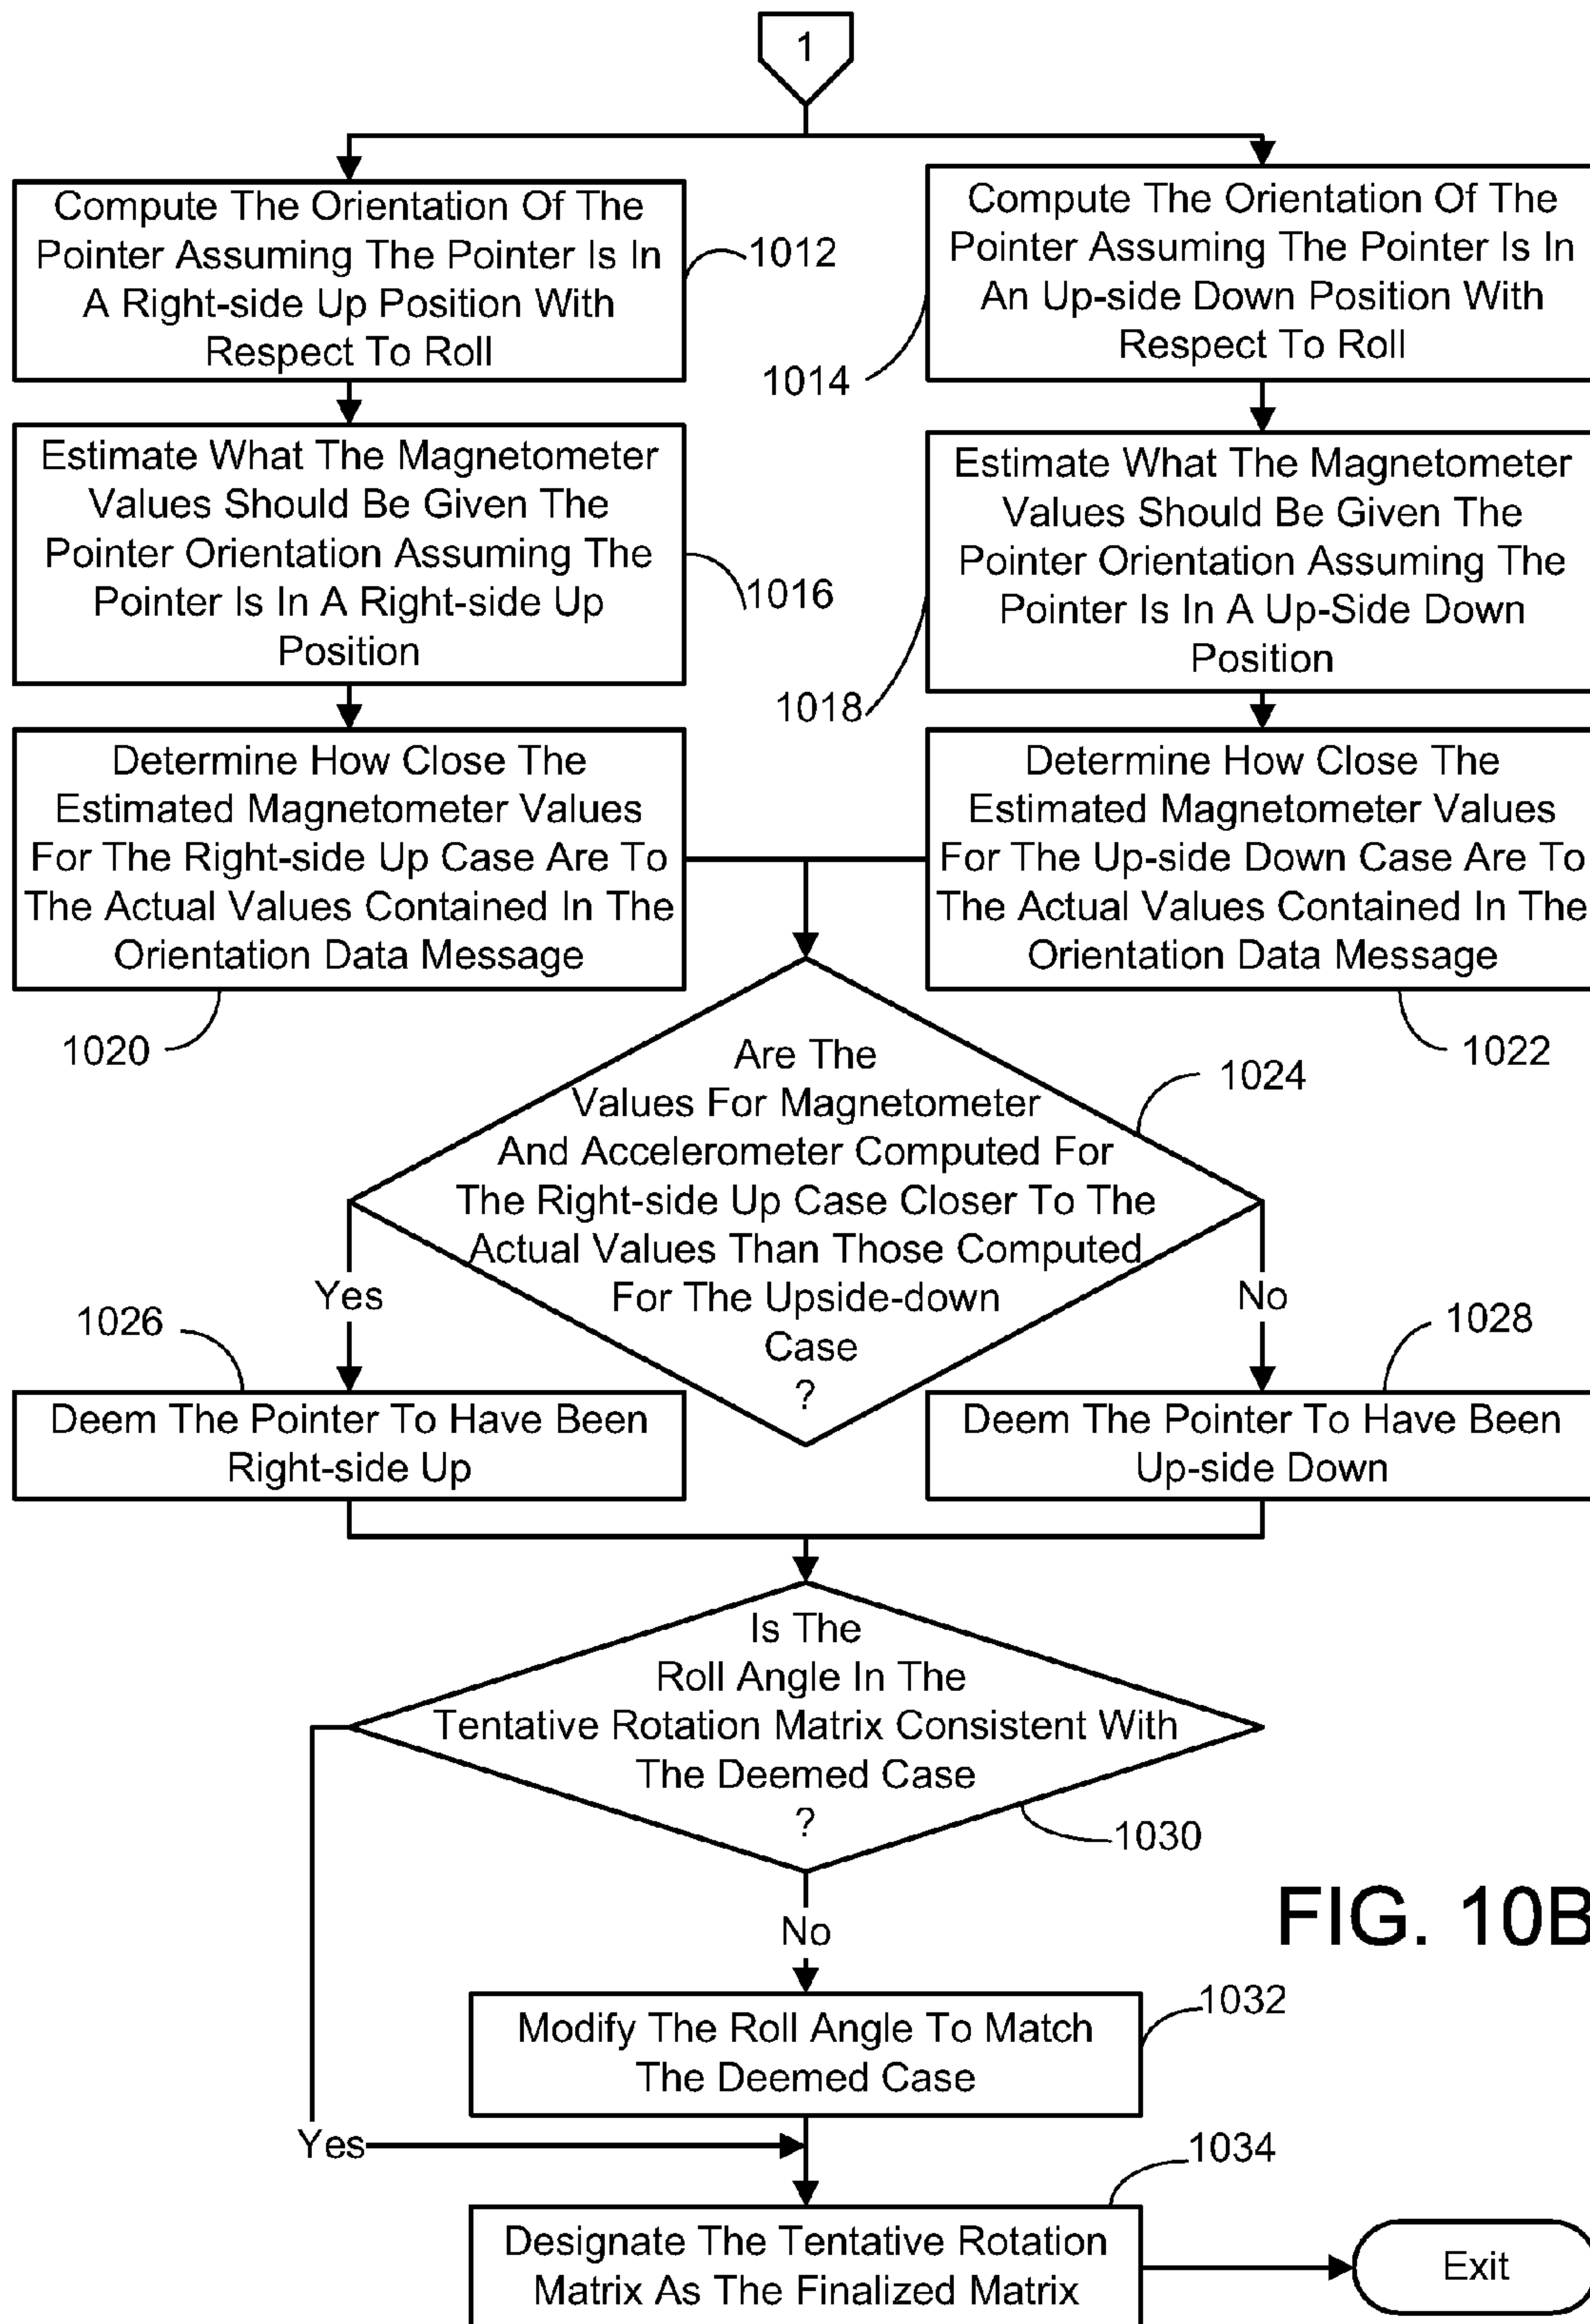 1
Compute The Orientation Of The
Pointer Assuming The Pointer Is In
A Right-side Up Position With
Respect To Roll
1012
Compute The Orientation Of The
Pointer Assuming The Pointer Is In
An Up-side Down Position With
Respect To Roll
1014
Estimate What The Magnetometer
Values Should Be Given The
Pointer Orientation Assuming The
Pointer Is In A Right-side Up
Position
1016
Estimate What The Magnetometer
Values Should Be Given The
Pointer Orientation Assuming The
Pointer Is In A Up-Side Down
Position
1018
Determine How Close The
Estimated Magnetometer Values
For The Right-side Up Case Are To
The Actual Values Contained In The
Orientation Data Message
1020
Determine How Close The
Estimated Magnetometer Values
For The Up-side Down Case Are To
The Actual Values Contained In The
Orientation Data Message
1022
Are The
Values For Magnetometer
And Accelerometer Computed For
The Right-side Up Case Closer To The
Actual Values Than Those Computed
For The Upside-down
Case
?
1024
Yes
No
1026
Deem The Pointer To Have Been
Right-side Up
1028
Deem The Pointer To Have Been
Up-side Down
Is The
Roll Angle In The
Tentative Rotation Matrix Consistent With
The Deemed Case
?
1030
No
FIG. 10B
Modify The Roll Angle To Match
The Deemed Case
1032
Yes
1034
Designate The Tentative Rotation
Matrix As The Finalized Matrix
Exit